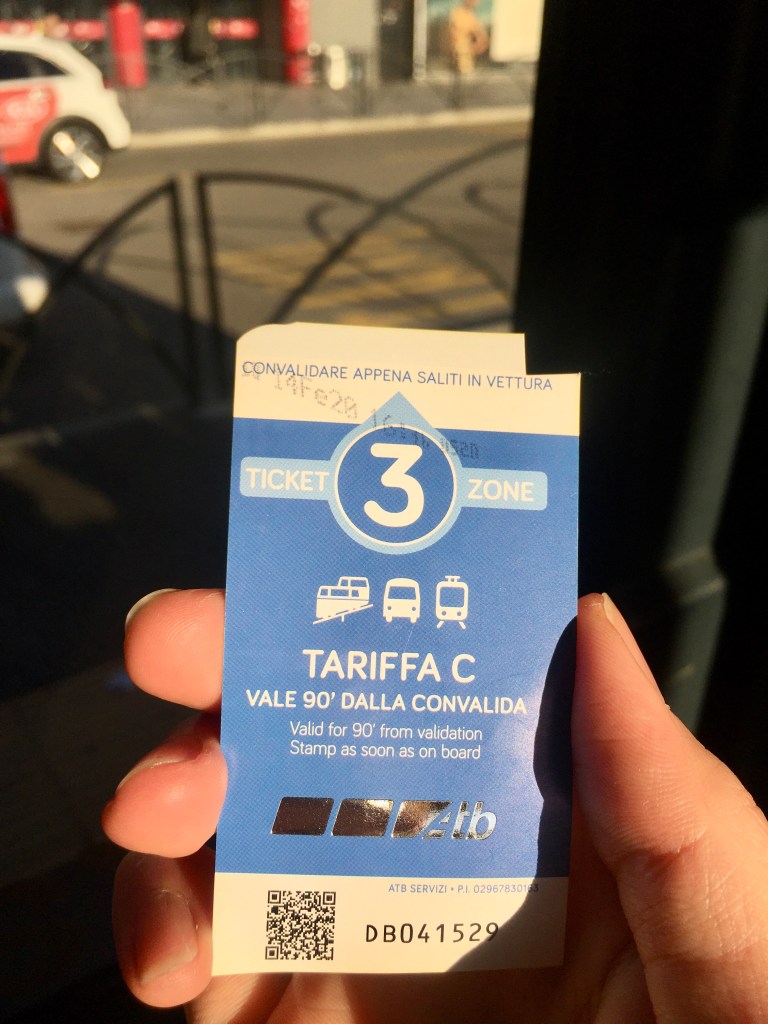 CONVALIDARE APPENA SALITI IN VETTURA
14Fe20
TICKET 3 ZONE
TARIFFA C
VALE 90' DALLA CONVALIDA
Valid for 90' from validation
Stamp as soon as on board
Atb
ATB SERVIZI • P.I. 02967830163
DB041529